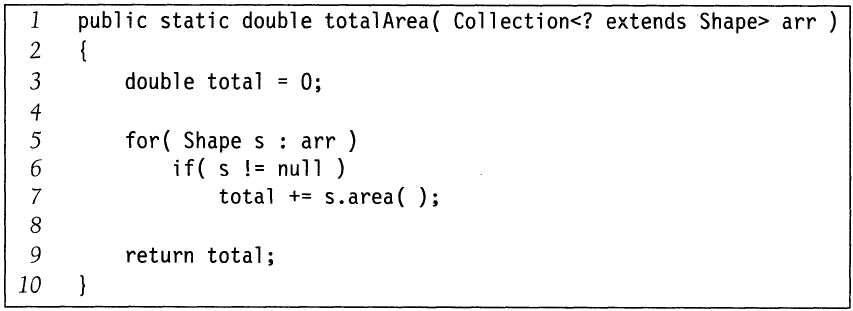 1 public static double totalArea( Collection<? extends Shape> arr )
2 {
3 double total = 0;
4
5 for( Shape s : arr )
6 if( s != null )
7 total += s.area( );
8
9 return total;
10 }